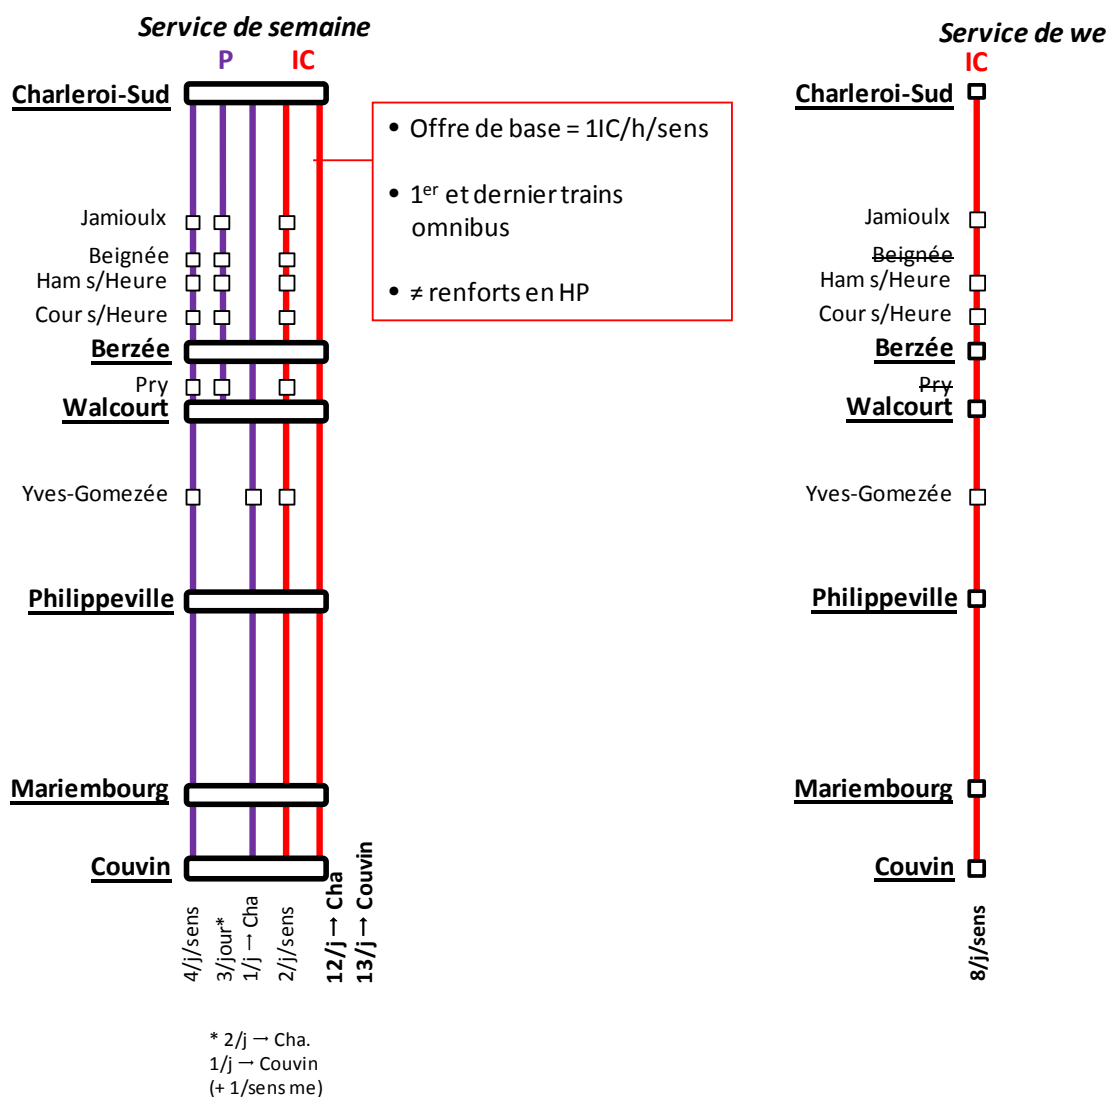 Service de semaine
P
IC
Charleroi-Sud
Jamioulx
Beignée
Ham s/Heure
Cour s/Heure
Berzée
Pry
Walcourt
Yves-Gomezée
Philippeville
Mariembourg
Couvin
4/j/sens
3/jour*
1/j → Cha
2/j/sens
12/j → Cha
13/j → Couvin
* 2/j → Cha.
1/j → Couvin
(+ 1/sens me)
• Offre de base = 1IC/h/sens
• 1er et dernier trains
omnibus
• ≠ renforts en HP
Service de we
IC
Charleroi-Sud
Jamioulx
Beignée
Ham s/Heure
Cour s/Heure
Berzée
Pry
Walcourt
Yves-Gomezée
Philippeville
Mariembourg
Couvin
8/j/sens